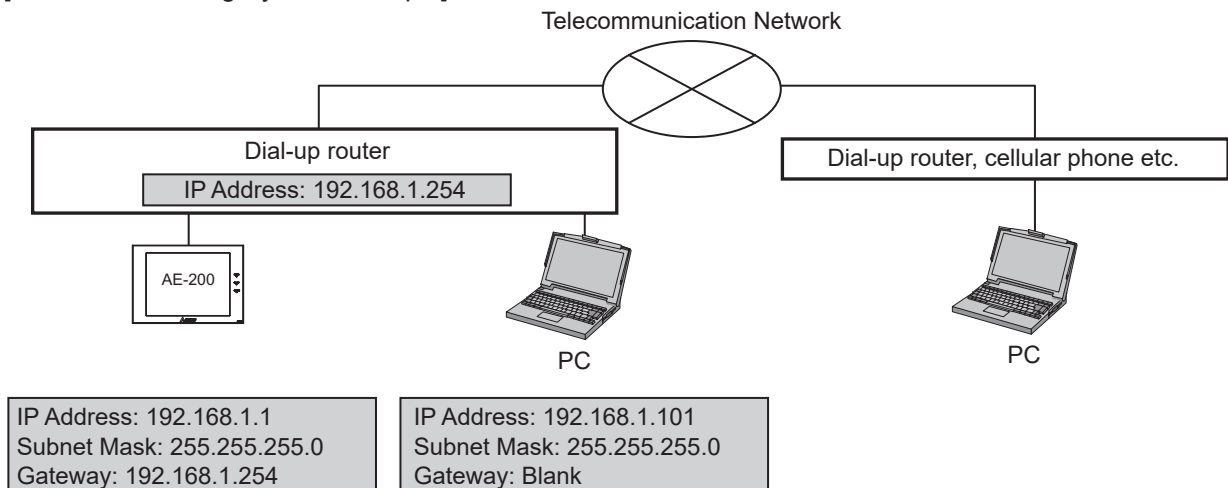 Telecommunication Network
Dial-up router
IP Address: 192.168.1.254
Dial-up router, cellular phone etc.
AE-200
PC
PC
IP Address: 192.168.1.1
Subnet Mask: 255.255.255.0
Gateway: 192.168.1.254
IP Address: 192.168.1.101
Subnet Mask: 255.255.255.0
Gateway: Blank